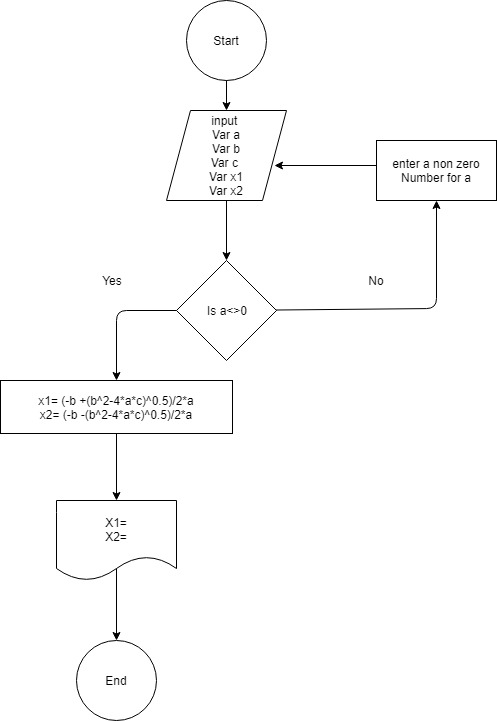 Start
input
Var a
Var b
Var c
Var x1
Var x2
enter a non zero
Number for a
Yes
No
Is a<>0
x1= (-b +(b^2-4*a*c)^0.5)/2*a
x2= (-b -(b^2-4*a*c)^0.5)/2*a
X1=
X2=
End